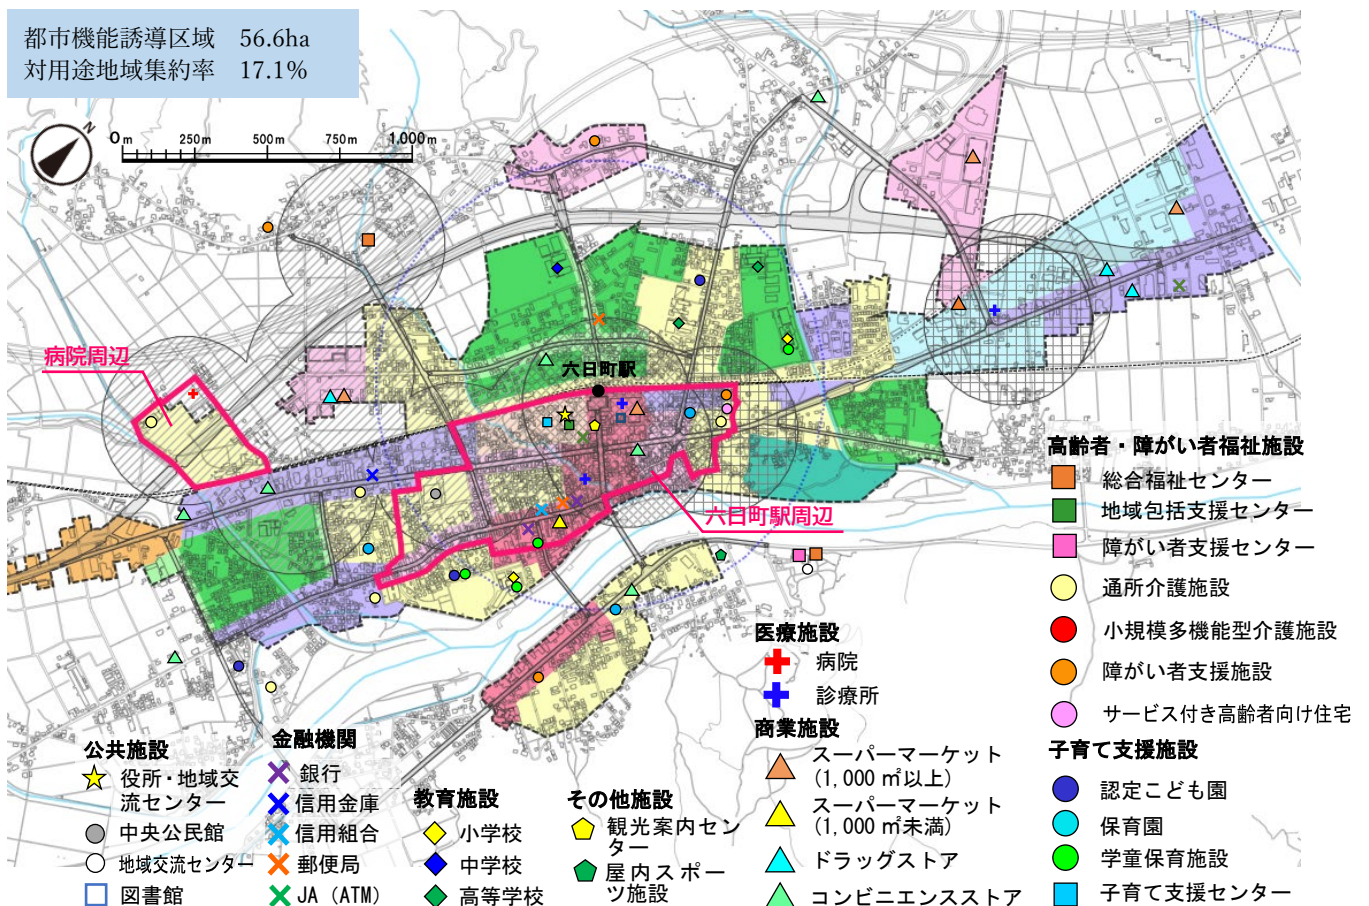 都市機能誘導区域 56.6ha
対用途地域集約率 17.1%
N
0m 250m 500m 750m 1,000m
病院周辺
六日町駅
六日町駅周辺
高齢者・障がい者福祉施設
総合福祉センター
地域包括支援センター
障がい者支援センター
通所介護施設
小規模多機能型介護施設
障がい者支援施設
サービス付き高齢者向け住宅
子育て支援施設
認定こども園
保育園
学童保育施設
子育て支援センター
医療施設
病院
診療所
商業施設
スーパーマーケット
(1,000 ㎡以上)
スーパーマーケット
(1,000 ㎡未満)
ドラッグストア
コンビニエンスストア
公共施設
役所・地域交
流センター
中央公民館
地域交流センター
図書館
金融機関
銀行
信用金庫
信用組合
郵便局
JA (ATM)
教育施設
小学校
中学校
高等学校
その他施設
観光案内セン
ター
屋内スポー
ツ施設